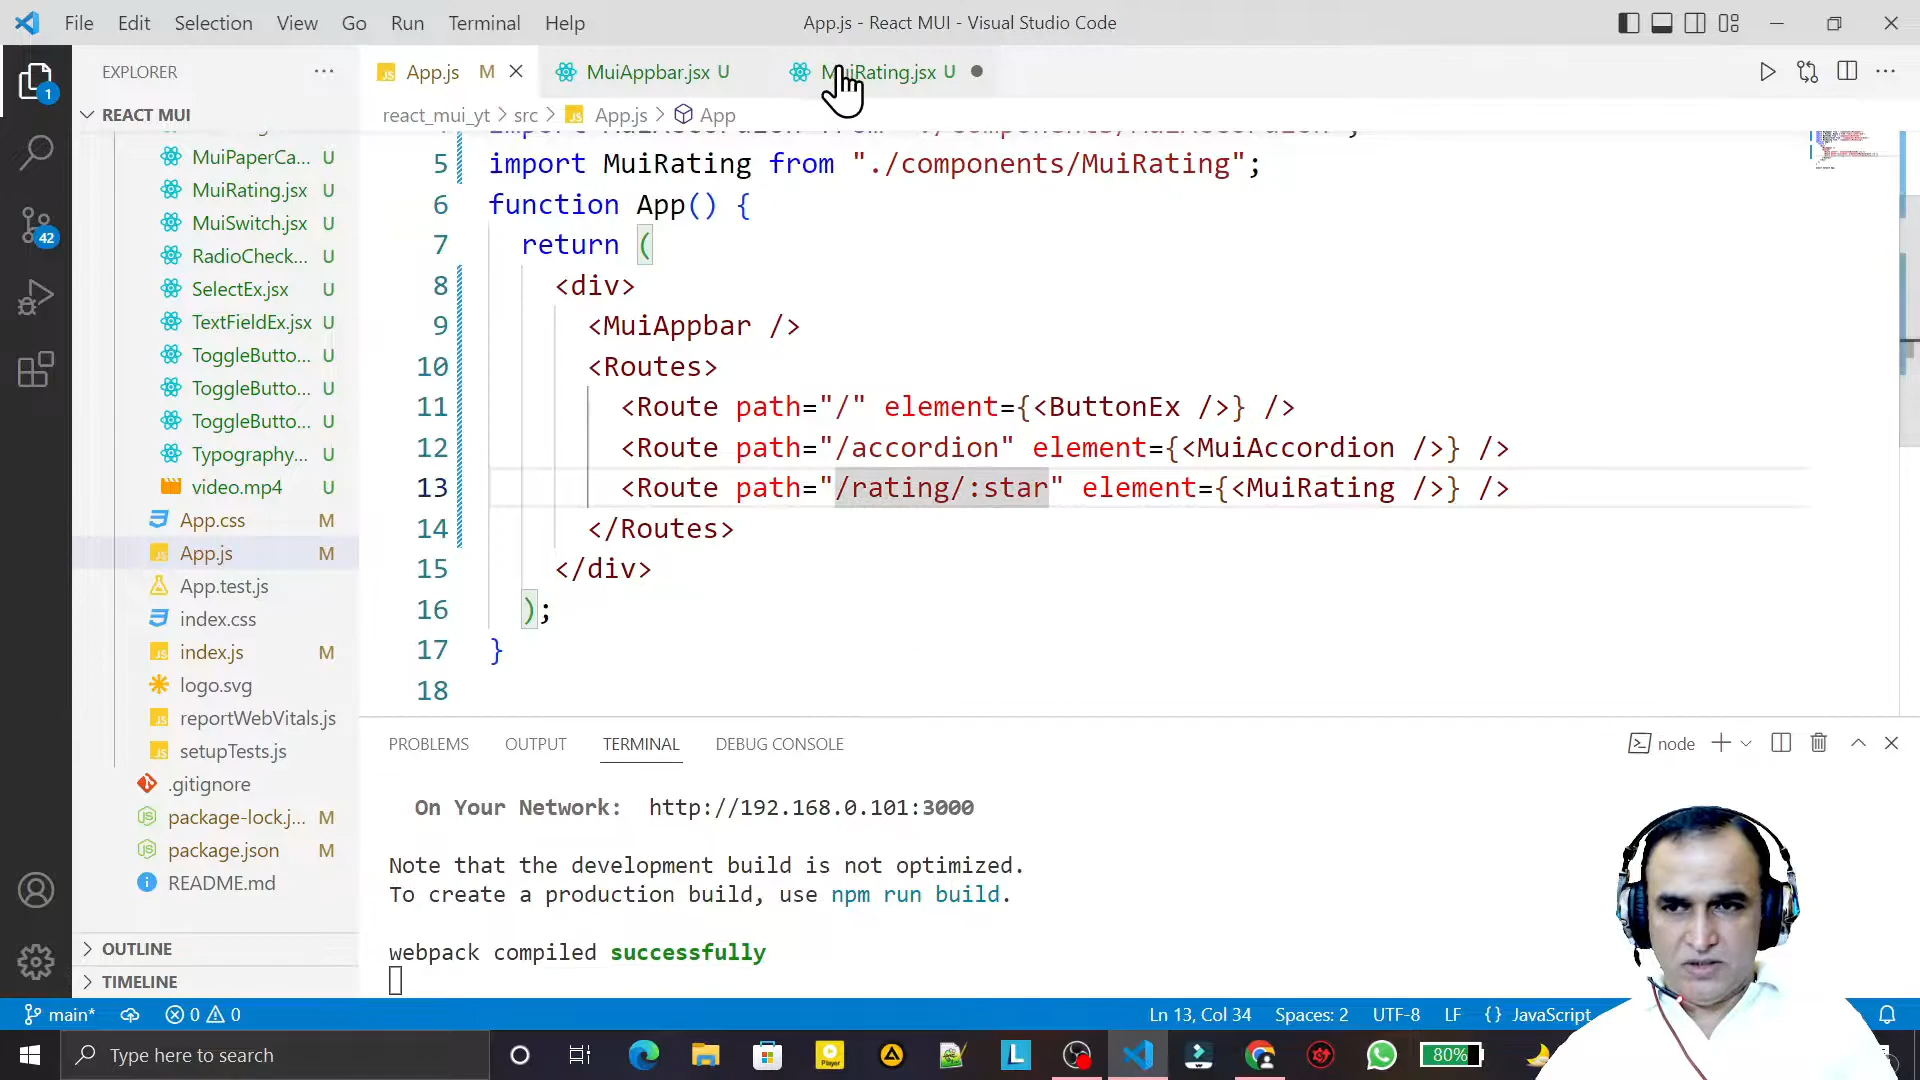 File Edit Selection View Go Run Terminal Help
App.js - React MUI - Visual Studio Code
EXPLORER
App.js M
MuiAppbar.jsx U
MuiRating.jsx U
REACT MUI
react_mui_yt > src > App.js > App
1
42
MuiPaperCa... U
MuiRating.jsx U
MuiSwitch.jsx U
RadioCheck... U
SelectEx.jsx U
TextFieldEx.jsx U
ToggleButto... U
ToggleButto... U
ToggleButto... U
Typography... U
video.mp4 U
App.css M
App.js M
App.test.js
index.css
index.js M
logo.svg
reportWebVitals.js
setupTests.js
.gitignore
package-lock.j... M
package.json M
README.md
OUTLINE
TIMELINE
5 import MuiRating from "./components/MuiRating";
6 function App() {
7 return (
8 <div>
9 <MuiAppbar />
10 <Routes>
11 <Route path="/" element={<ButtonEx />} />
12 <Route path="/accordion" element={<MuiAccordion />} />
13 <Route path="/rating/:star" element={<MuiRating />} />
14 </Routes>
15 </div>
16 );
17 }
18
PROBLEMS OUTPUT TERMINAL DEBUG CONSOLE
node
On Your Network: http://192.168.0.101:3000
Note that the development build is not optimized.
To create a production build, use npm run build.
webpack compiled successfully
main* 0 0
Ln 13, Col 34 Spaces: 2 UTF-8 LF {} JavaScript
Type here to search
Player
L
80%